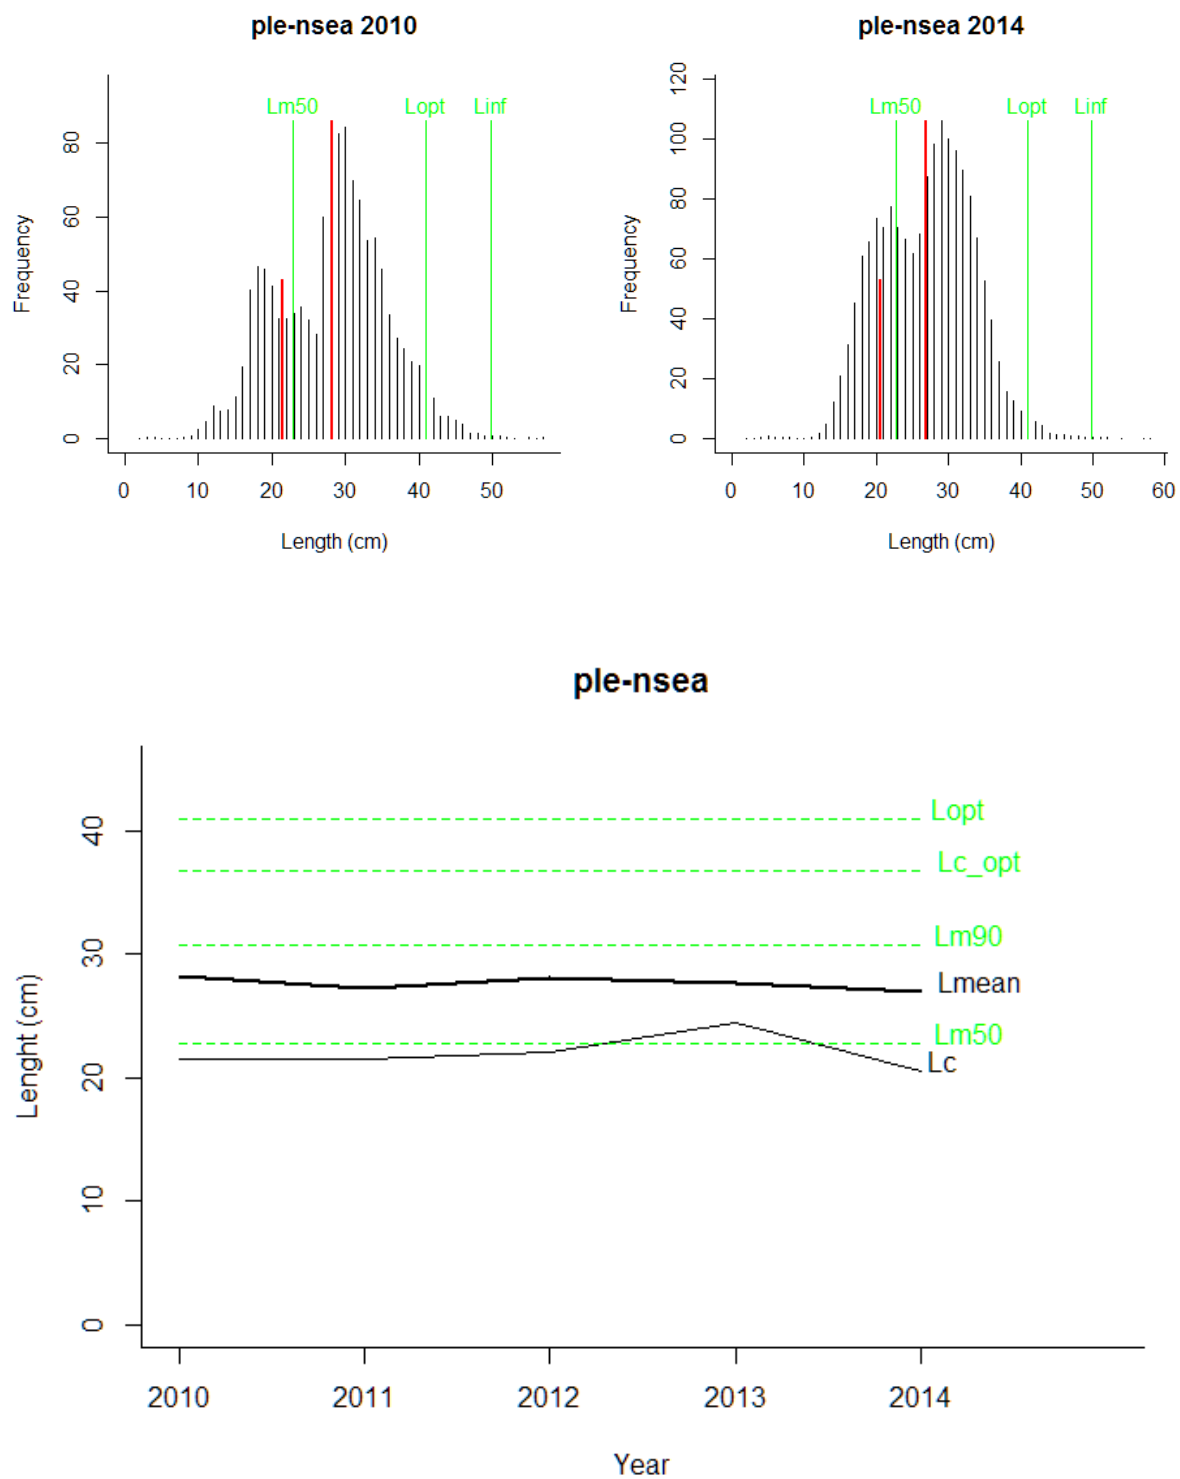 ple-nsea 2010
Frequency
0 20 40 60 80
Lm50 Lopt Linf
0 10 20 30 40 50
Length (cm)
ple-nsea 2014
Frequency
0 20 40 60 80 100 120
Lm50 Lopt Linf
0 10 20 30 40 50 60
Length (cm)
ple-nsea
Lenght (cm)
0 10 20 30 40
Lopt
Lc_opt
Lm90
Lmean
Lm50
Lc
2010 2011 2012 2013 2014
Year